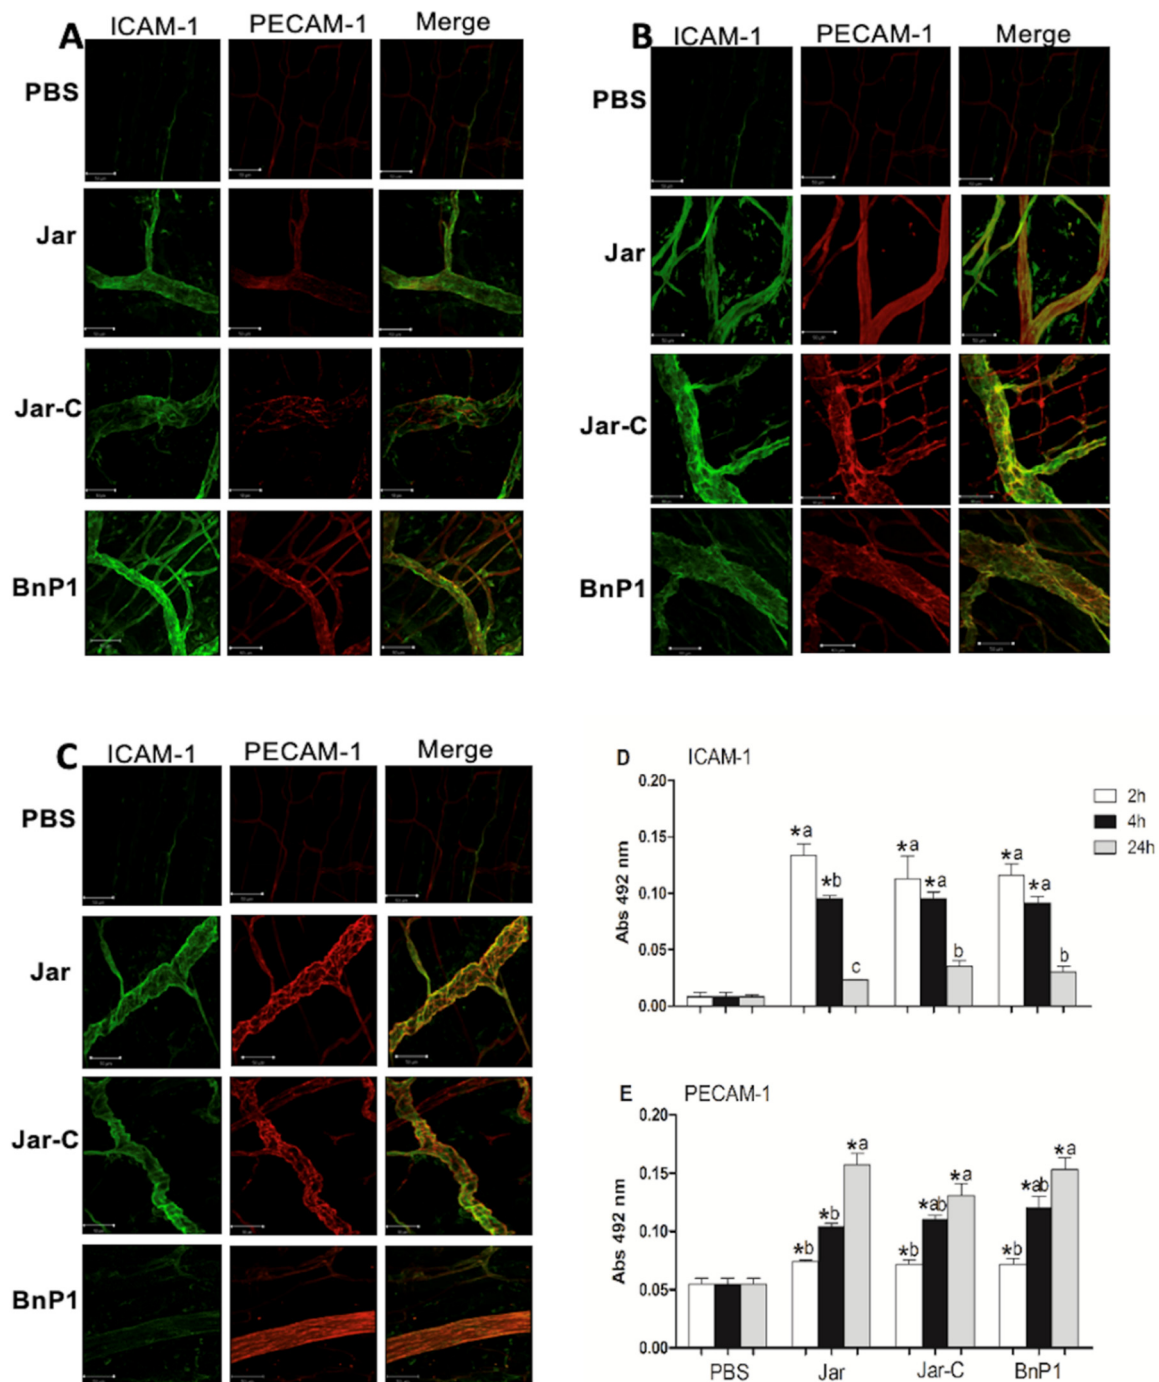 A ICAM-1 PECAM-1 Merge
PBS
Jar
Jar-C
BnP1
B ICAM-1 PECAM-1 Merge
PBS
Jar
Jar-C
BnP1
C ICAM-1 PECAM-1 Merge
PBS
Jar
Jar-C
BnP1
D ICAM-1
Abs 492 nm
0.20
0.15
0.10
0.05
0.00
*a *b c
*a *a b
*a *a b
2h
4h
24h
E PECAM-1
Abs 492 nm
0.20
0.15
0.10
0.05
0.00
*b *b *a
*b *ab *a
*b *ab *a
PBS Jar Jar-C BnP1